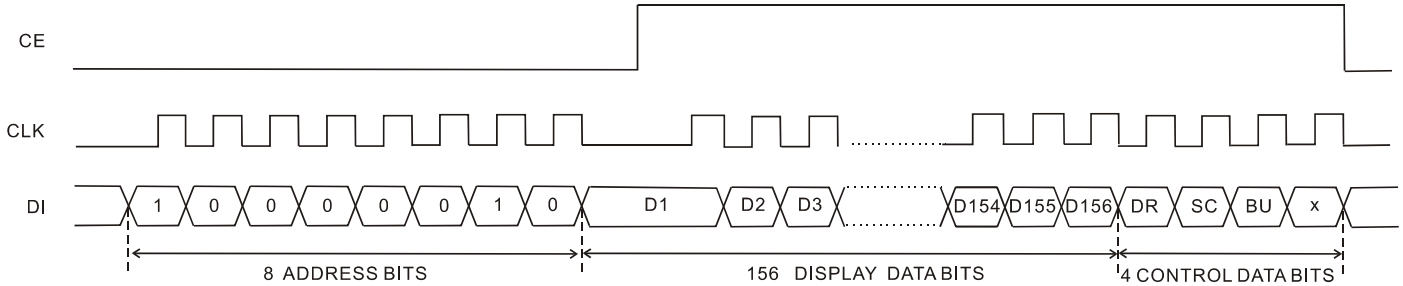 CE
CLK
DI 1 0 0 0 0 0 1 0 D1 D2 D3 D154 D155 D156 DR SC BU x
8 ADDRESS BITS 156 DISPLAY DATA BITS 4 CONTROL DATA BITS